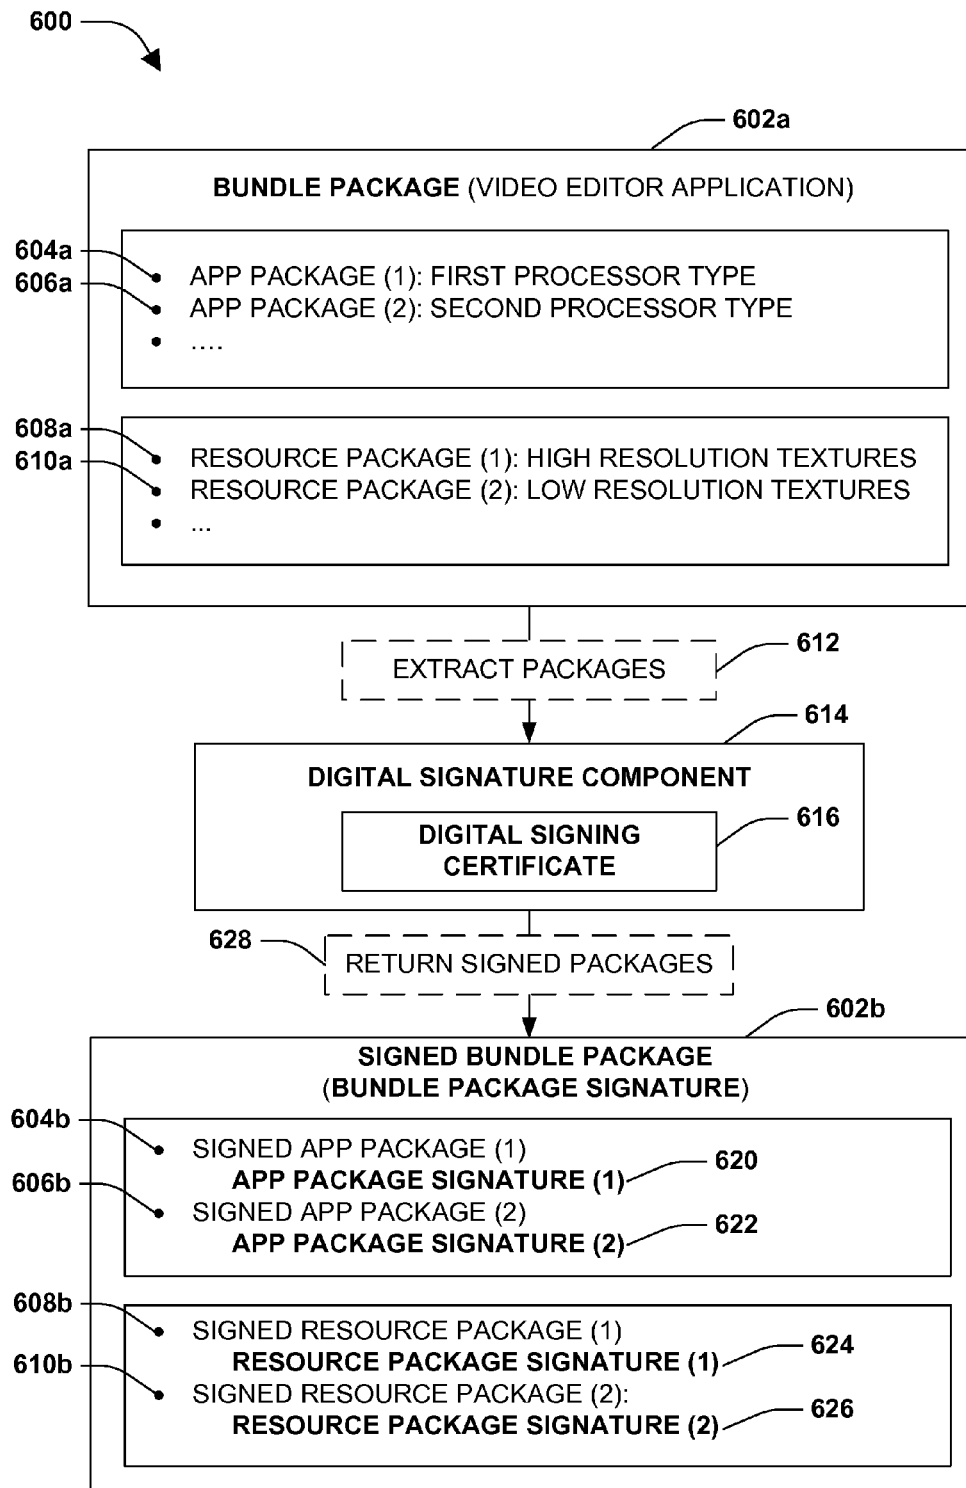 600
602a
BUNDLE PACKAGE (VIDEO EDITOR APPLICATION)
604a
• APP PACKAGE (1): FIRST PROCESSOR TYPE
606a
• APP PACKAGE (2): SECOND PROCESSOR TYPE
• ....
608a
• RESOURCE PACKAGE (1): HIGH RESOLUTION TEXTURES
610a
• RESOURCE PACKAGE (2): LOW RESOLUTION TEXTURES
• ...
612
EXTRACT PACKAGES
614
DIGITAL SIGNATURE COMPONENT
616
DIGITAL SIGNING
CERTIFICATE
628
RETURN SIGNED PACKAGES
602b
SIGNED BUNDLE PACKAGE
(BUNDLE PACKAGE SIGNATURE)
604b
• SIGNED APP PACKAGE (1)
APP PACKAGE SIGNATURE (1)
620
606b
• SIGNED APP PACKAGE (2)
APP PACKAGE SIGNATURE (2)
622
608b
• SIGNED RESOURCE PACKAGE (1)
RESOURCE PACKAGE SIGNATURE (1)
624
610b
• SIGNED RESOURCE PACKAGE (2):
RESOURCE PACKAGE SIGNATURE (2)
626